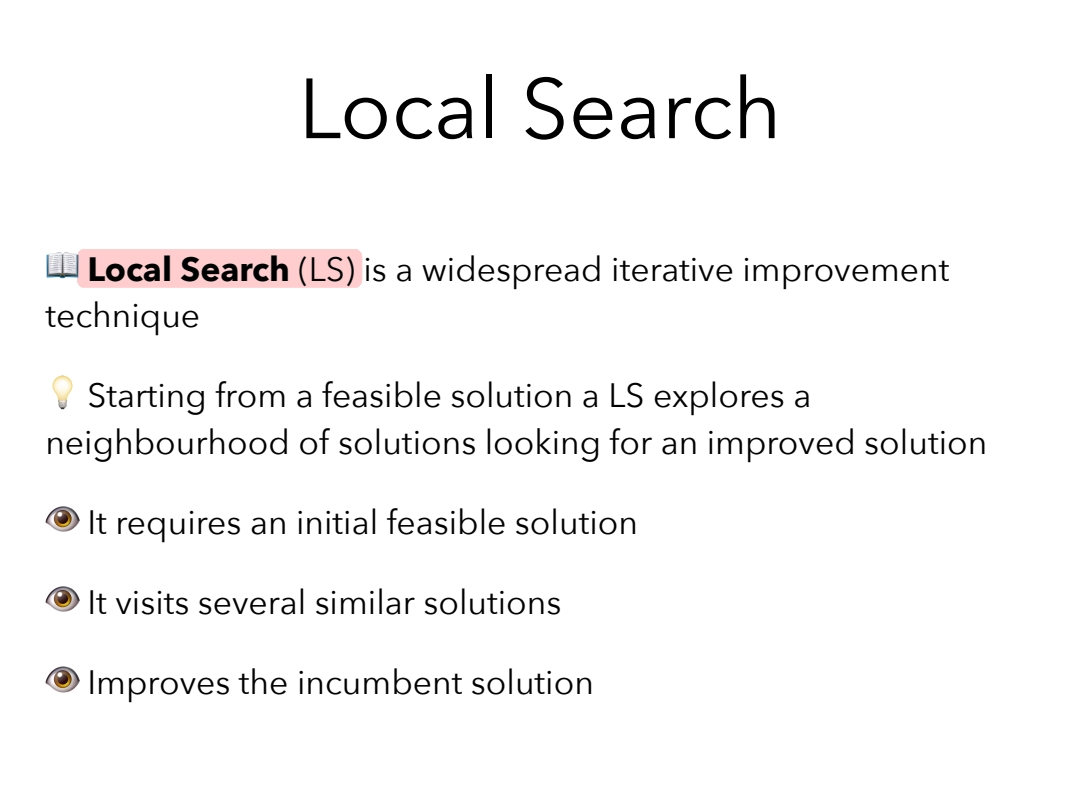 Local Search
📖 Local Search (LS) is a widespread iterative improvement
technique
💡 Starting from a feasible solution a LS explores a
neighbourhood of solutions looking for an improved solution
👁 It requires an initial feasible solution
👁 It visits several similar solutions
👁 Improves the incumbent solution